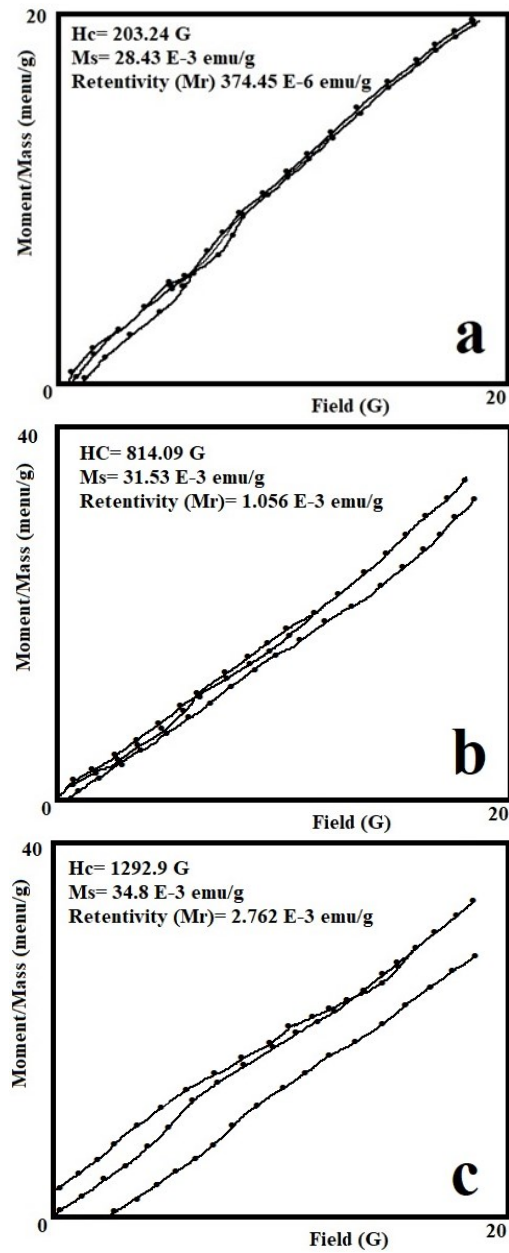 20
Hc= 203.24 G
Ms= 28.43 E-3 emu/g
Retentivity (Mr) 374.45 E-6 emu/g
Moment/Mass (menu/g)
a
0
Field (G)
20
40
HC= 814.09 G
Ms= 31.53 E-3 emu/g
Retentivity (Mr)= 1.056 E-3 emu/g
Moment/Mass (menu/g)
b
0
Field (G)
20
40
Hc= 1292.9 G
Ms= 34.8 E-3 emu/g
Retentivity (Mr)= 2.762 E-3 emu/g
Moment/Mass (menu/g)
c
0
Field (G)
20